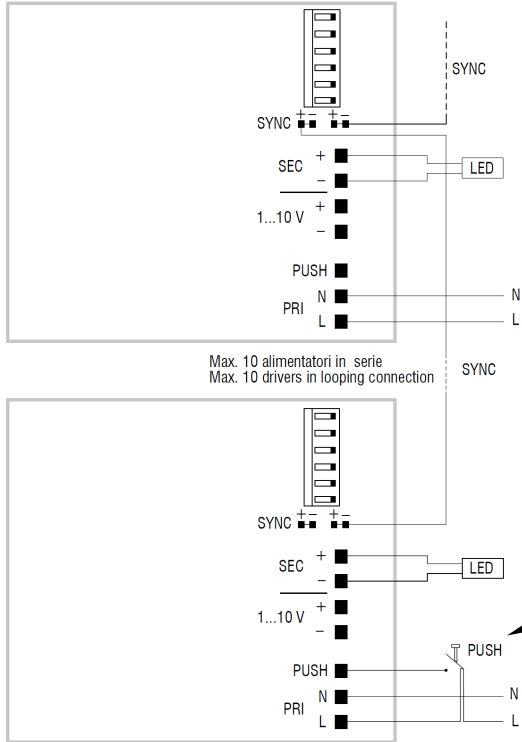 SYNC
+ - + -
SYNC
SEC
+
LED
−
1...10 V
+
−
PUSH
PRI
N
N
L
L
Max. 10 alimentatori in serie
Max. 10 drivers in looping connection
SYNC
+ - + -
SYNC
SEC
+
LED
−
1...10 V
+
−
PUSH
PUSH
PRI
N
N
L
L